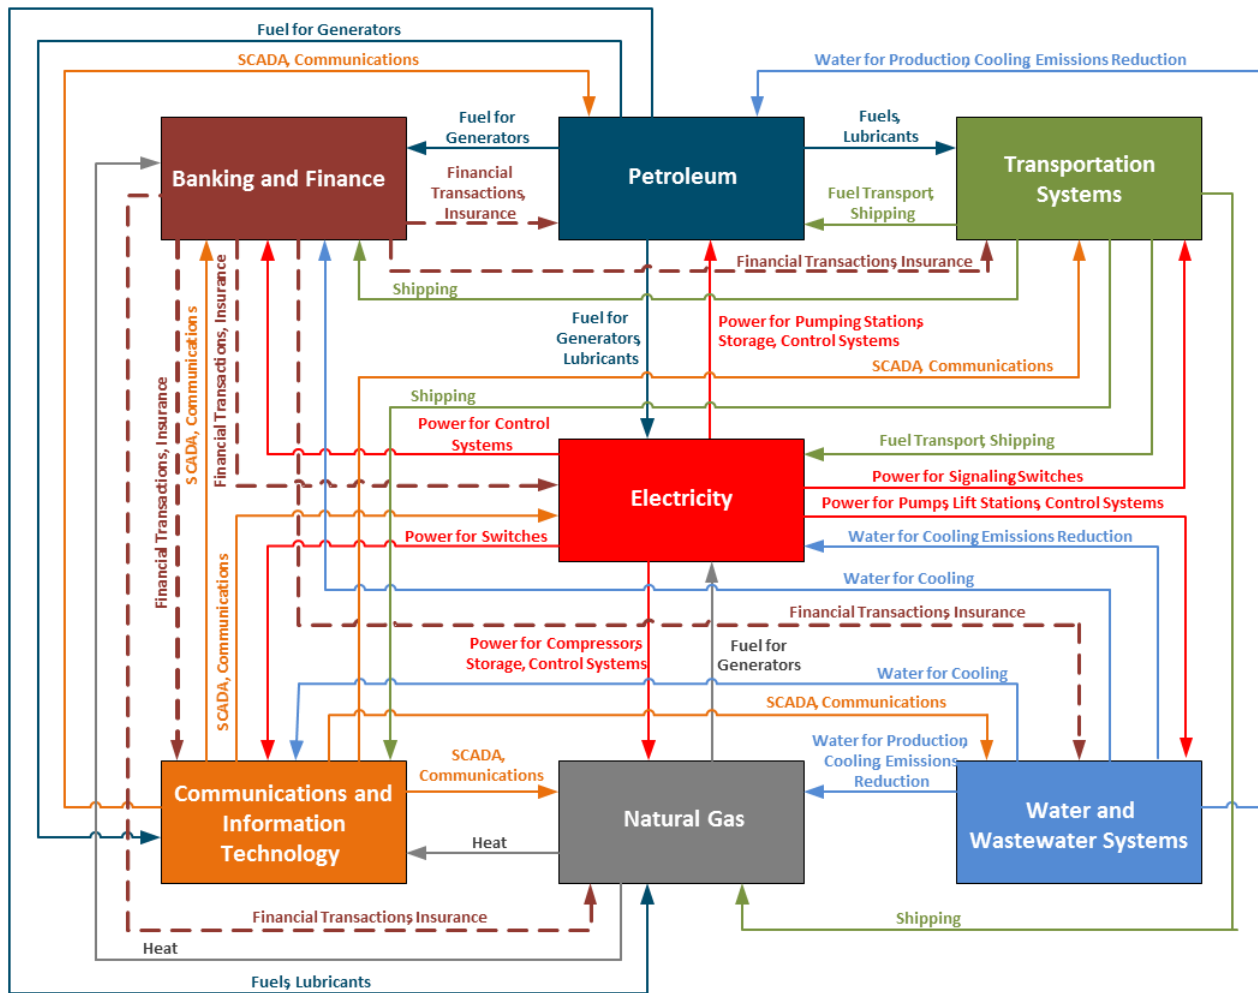 Fuel for Generators
SCADA, Communications
Water for Production, Cooling Emissions Reduction
Fuel for
Generators
Fuels,
Lubricants
Banking and Finance
Financial
Transactions,
Insurance
Petroleum
Fuel Transport,
Shipping
Transportation
Systems
Financial Transactions, Insurance
Shipping
Fuel for
Generators,
Lubricants
Power for Pumping Stations,
Storage, Control Systems
SCADA, Communications
SCADA, Communications
Financial Transactions, Insurance
Financial Transactions, Insurance
Shipping
Power for Control
Systems
Fuel Transport, Shipping
Electricity
Power for Signaling Switches
Power for Pumps, Lift Stations, Control Systems
Power for Switches
Water for Cooling Emissions Reduction
SCADA, Communications
Water for Cooling
Financial Transactions, Insurance
Power for Compressors,
Storage, Control Systems
Fuel for
Generators
Water for Cooling
SCADA, Communications
SCADA,
Communications
Water for Production,
Cooling Emissions
Reduction
Communications and
Information
Technology
Natural Gas
Water and
Wastewater Systems
Heat
Financial Transactions, Insurance
Shipping
Heat
Fuels, Lubricants